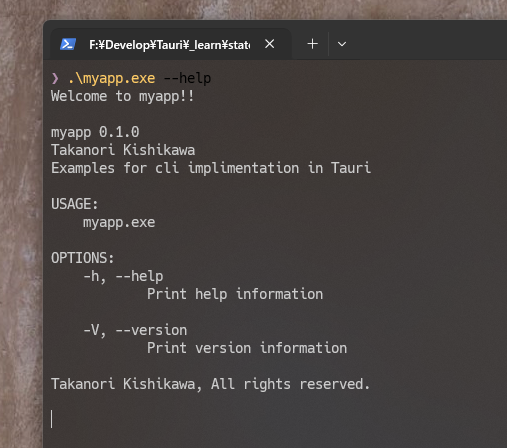 F:¥Develop¥Tauri¥_learn¥state
❯ .\myapp.exe --help
Welcome to myapp!!
myapp 0.1.0
Takanori Kishikawa
Examples for cli implimentation in Tauri
USAGE:
myapp.exe
OPTIONS:
-h, --help
Print help information
-V, --version
Print version information
Takanori Kishikawa, All rights reserved.